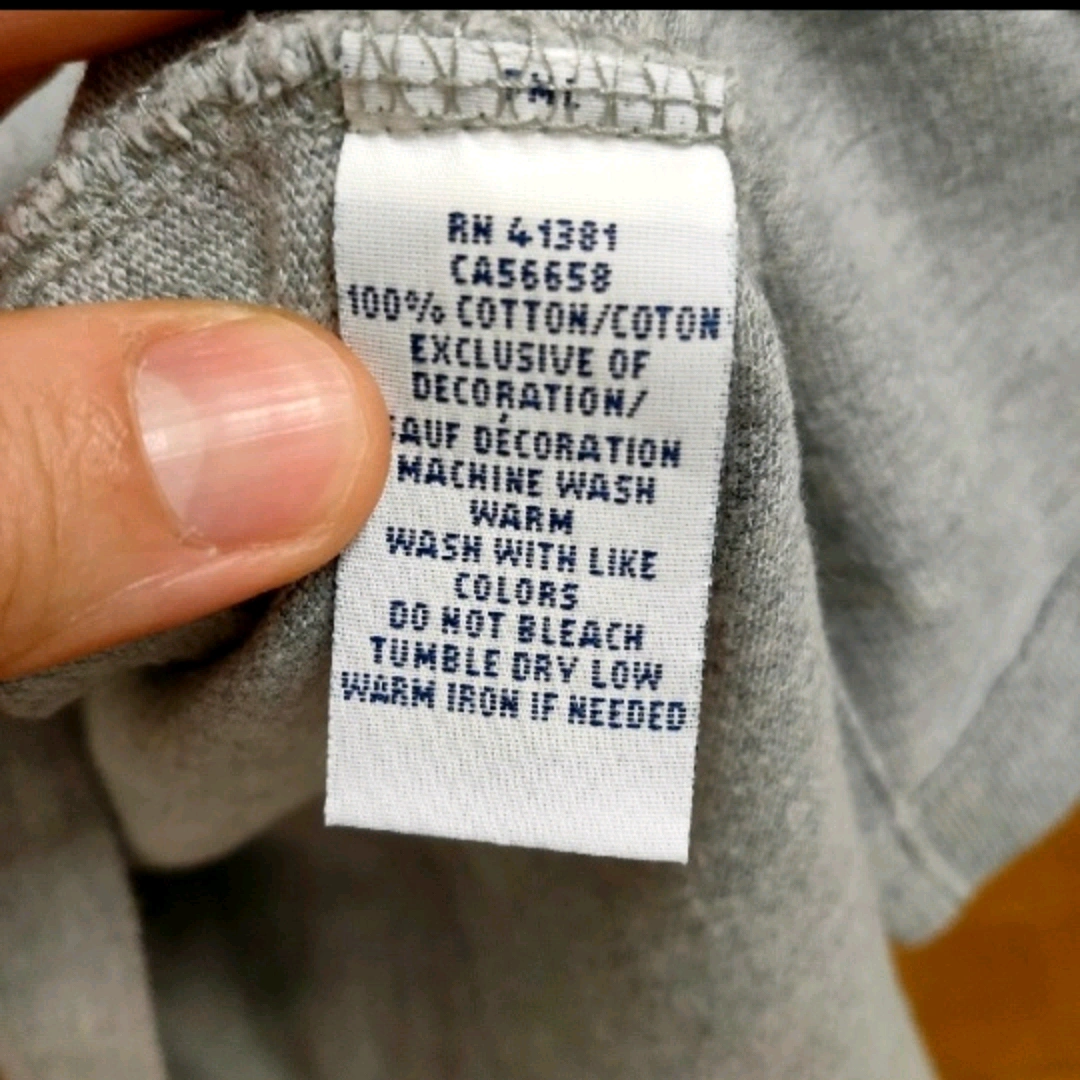 RN 41381
CA56658
100% COTTON/COTON
EXCLUSIVE OF
DECORATION/
SAUF DÉCORATION
MACHINE WASH
WARM
WASH WITH LIKE
COLORS
DO NOT BLEACH
TUMBLE DRY LOW
WARM IRON IF NEEDED